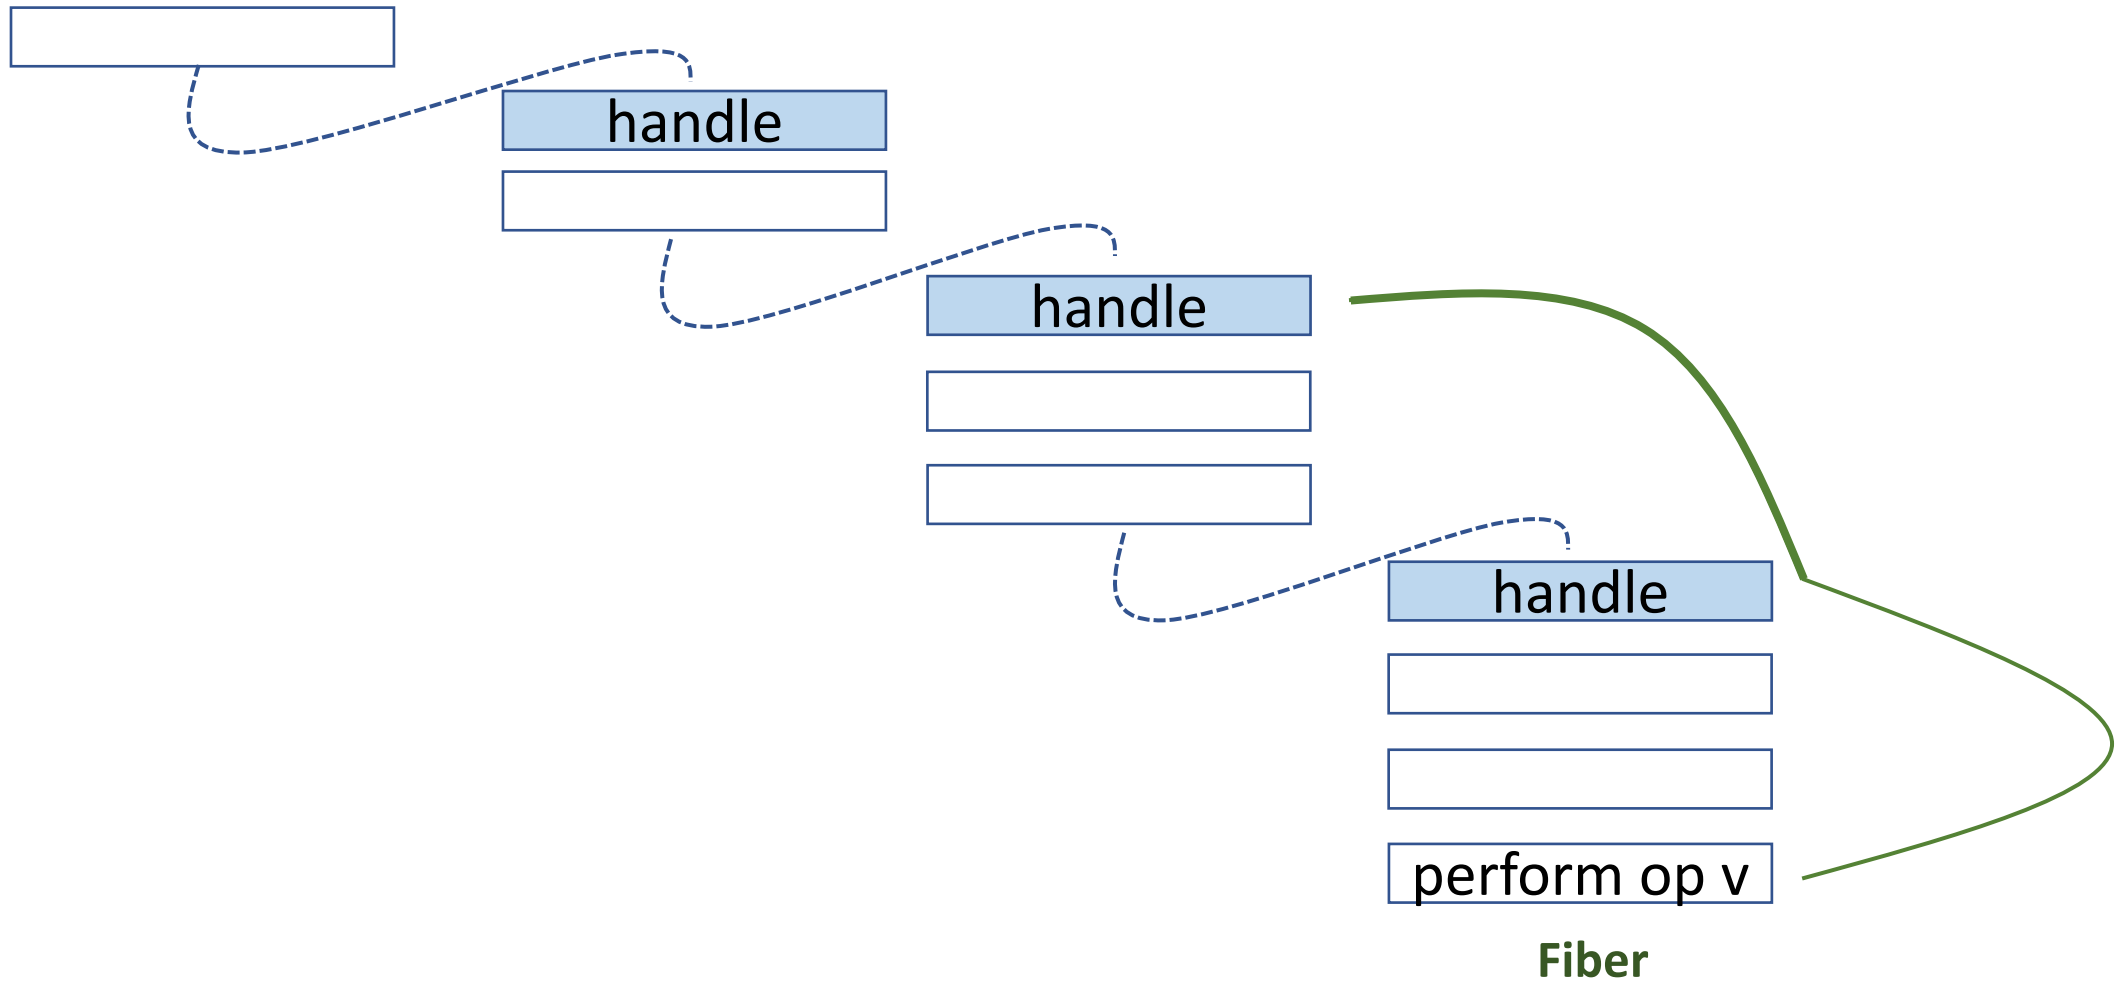 handle
handle
handle
perform op v
Fiber